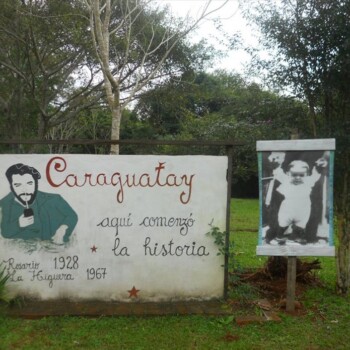 Caraguatay
aquí comenzó
la historia
Rosario 1928
La Higuera 1967